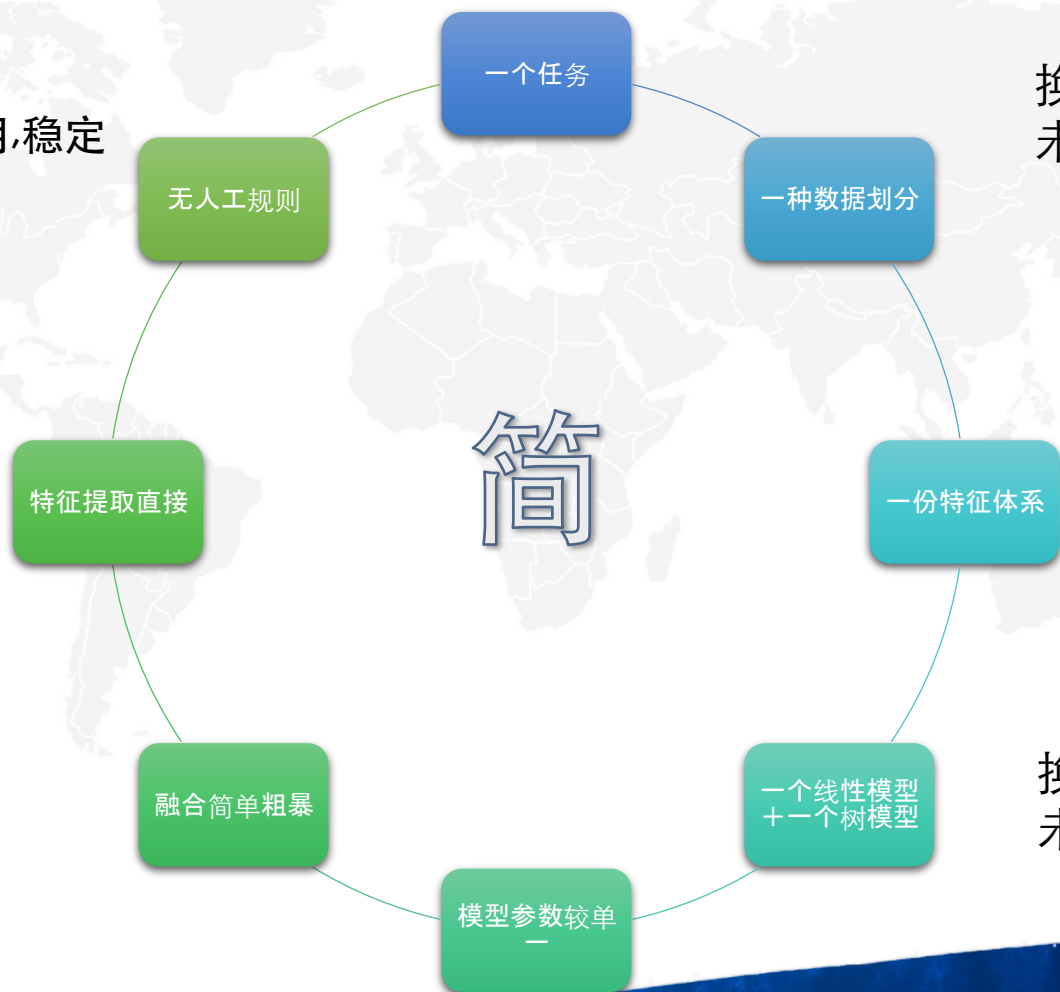 一个任务
,稳定
无人工规则
一种数据划分
简
特征提取直接
一份特征体系
融合简单粗暴
一个线性模型
＋一个树模型
模型参数较单
一